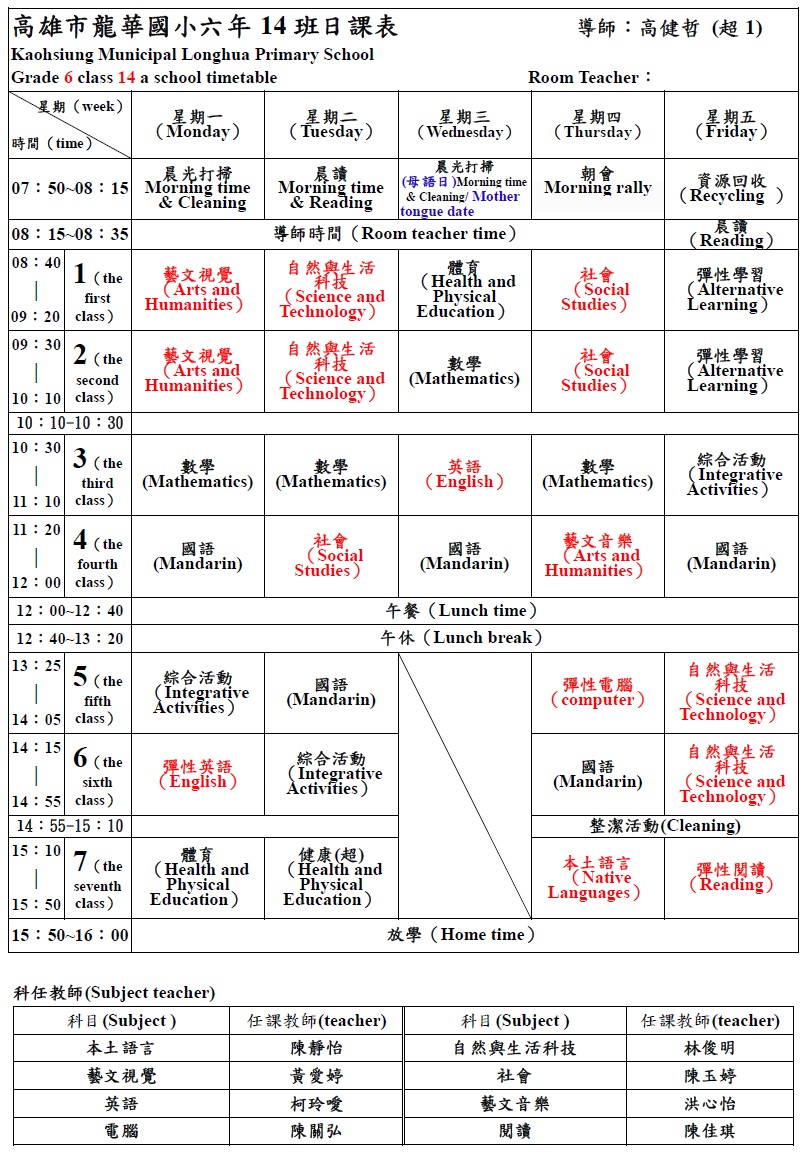 高雄市龍華國小六年 14 班日課表 導師：高健哲 (超 1)
Kaohsiung Municipal Longhua Primary School
Grade 6 class 14 a school timetable Room Teacher：
星期（week）
時間（time）
星期一
（Monday）
星期二
（Tuesday）
星期三
（Wednesday）
星期四
（Thursday）
星期五
（Friday）
07：50~08：15
晨光打掃
Morning time
& Cleaning
晨讀
Morning time
& Reading
晨光打掃
(母語日)Morning time
& Cleaning/ Mother
tongue date
朝會
Morning rally
資源回收
（Recycling ）
08：15~08：35
導師時間（Room teacher time）
晨讀
（Reading）
08：40
｜
09：20
1（the
first
class）
藝文視覺
（Arts and
Humanities）
自然與生活
科技
（Science and
Technology）
體育
（Health and
Physical
Education）
社會
（Social
Studies）
彈性學習
（Alternative
Learning）
09：30
｜
10：10
2（the
second
class）
藝文視覺
（Arts and
Humanities）
自然與生活
科技
（Science and
Technology）
數學
(Mathematics)
社會
（Social
Studies）
彈性學習
（Alternative
Learning）
10：10-10：30
10：30
｜
11：10
3（the
third
class）
數學
(Mathematics)
數學
(Mathematics)
英語
（English）
數學
(Mathematics)
綜合活動
（Integrative
Activities）
11：20
｜
12：00
4（the
fourth
class）
國語
(Mandarin)
社會
（Social
Studies）
國語
(Mandarin)
藝文音樂
（Arts and
Humanities）
國語
(Mandarin)
12：00~12：40
午餐（Lunch time）
12：40~13：20
午休（Lunch break）
13：25
｜
14：05
5（the
fifth
class）
綜合活動
（Integrative
Activities）
國語
(Mandarin)
彈性電腦
（computer）
自然與生活
科技
（Science and
Technology）
14：15
｜
14：55
6（the
sixth
class）
彈性英語
（English）
綜合活動
（Integrative
Activities）
國語
(Mandarin)
自然與生活
科技
（Science and
Technology）
14：55-15：10
整潔活動(Cleaning)
15：10
｜
15：50
7（the
seventh
class）
體育
（Health and
Physical
Education）
健康(超)
（Health and
Physical
Education）
本土語言
（Native
Languages）
彈性閱讀
（Reading）
15：50~16：00
放學（Home time）
科任教師(Subject teacher)
科目(Subject ) 任課教師(teacher) 科目(Subject ) 任課教師(teacher)
本土語言 陳靜怡 自然與生活科技 林俊明
藝文視覺 黃愛婷 社會 陳玉婷
英語 柯玲噯 藝文音樂 洪心怡
電腦 陳關弘 閱讀 陳佳琪